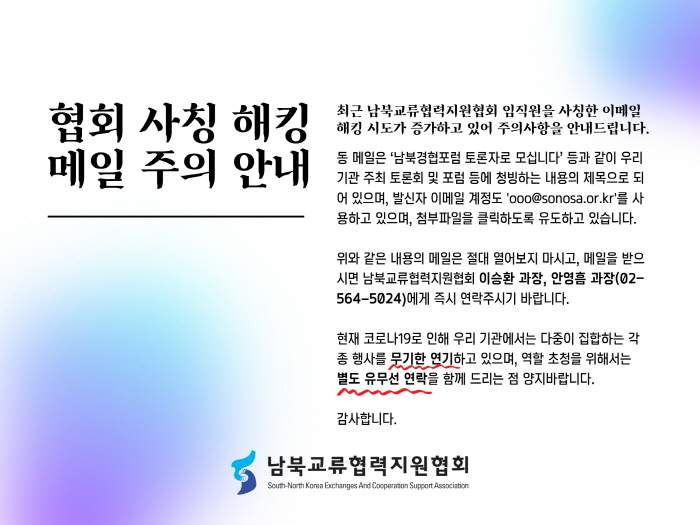 협회 사칭 해킹
메일 주의 안내
최근 남북교류협력지원협회 임직원을 사칭한 이메일
해킹 시도가 증가하고 있어 주의사항을 안내드립니다.
동 메일은 ‘남북경협포럼 토론자로 모십니다’ 등과 같이 우리
기관 주최 토론회 및 포럼 등에 청빙하는 내용의 제목으로 되
어 있으며, 발신자 이메일 계정도 'ooo@sonosa.or.kr'를 사
용하고 있으며, 첨부파일을 클릭하도록 유도하고 있습니다.
위와 같은 내용의 메일은 절대 열어보지 마시고, 메일을 받으
시면 남북교류협력지원협회 이승환 과장, 안영흠 과장(02-
564-5024)에게 즉시 연락주시기 바랍니다.
현재 코로나19로 인해 우리 기관에서는 다중이 집합하는 각
종 행사를 무기한 연기하고 있으며, 역할 초청을 위해서는
별도 유무선 연락을 함께 드리는 점 양지바랍니다.
감사합니다.
남북교류협력지원협회
South-North Korea Exchanges And Cooperation Support Association